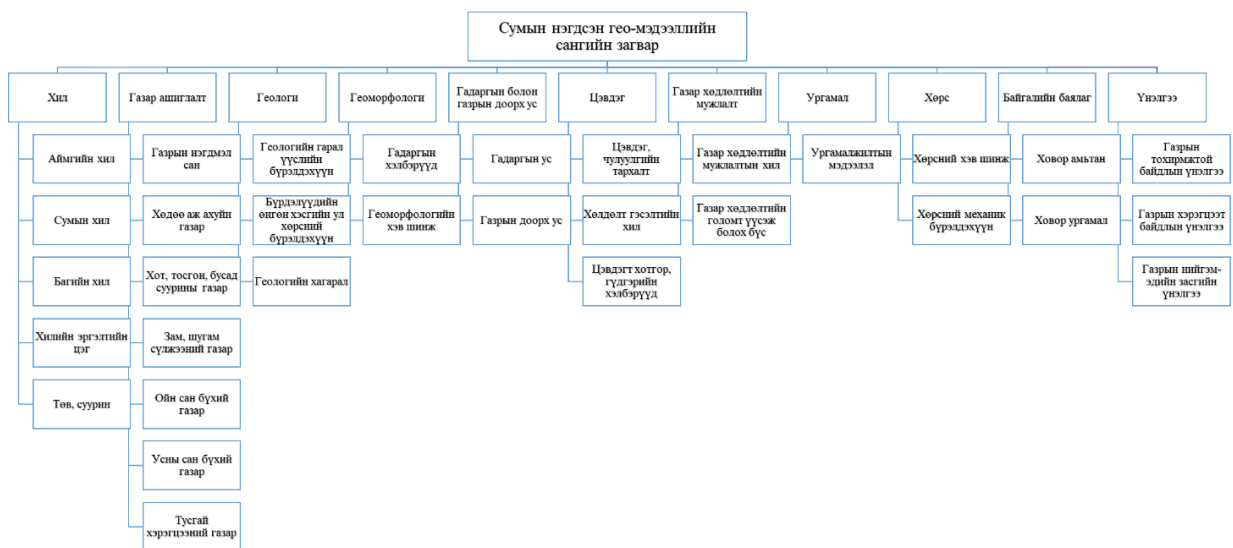 Сумын нэгдсэн гео-мэдээллийн
сангийн загвар
Хил
Аймгийн хил
Сумын хил
Багийн хил
Хилийн эргэлтийн
цэг
Төв, суурин
Газар ашиглалт
Газрын нэгдмэл
сан
Хөдөө аж ахуйн
газар
Хот, тосгон, бусад
суурины газар
Зам, шугам
сүлжээний газар
Ойн сан бүхий
газар
Усны сан бүхий
газар
Тусгай
хэрэгцээний газар
Геологи
Геологийн гарал
үүслийн
бүрэлдэхүүн
Бүрдэлүүдийн
өнгөн хэсгийн ул
хөрсний
бүрэлдэхүүн
Геологийн хагарал
Геоморфологи
Гадаргын
хэлбэрүүд
Геоморфологийн
хэв шинж
Гадаргын болон
газрын доорх ус
Гадаргын ус
Газрын доорх ус
Цэвдэг
Цэвдэг,
чулуулгийн
тархалт
Хөлдөлт гэсэлтийн
хил
Цэвдэгт хотгор,
гүдгэрийн
хэлбэрүүд
Газар хөдлөлтийн
мужлалт
Газар хөдлөлтийн
мужлалтын хил
Газар хөдлөлтийн
голомт үүсэж
болох бүс
Ургамал
Ургамалжилтын
мэдээлэл
Хөрс
Хөрсний хэв шинж
Хөрсний механик
бүрэлдэхүүн
Байгалийн баялаг
Ховор амьтан
Ховор ургамал
Үнэлгээ
Газрын
тохирмжтой
байдлын үнэлгээ
Газрын хэрэгцээт
байдлын үнэлгээ
Газрын нийгэм-
эдийн засгийн
үнэлгээ